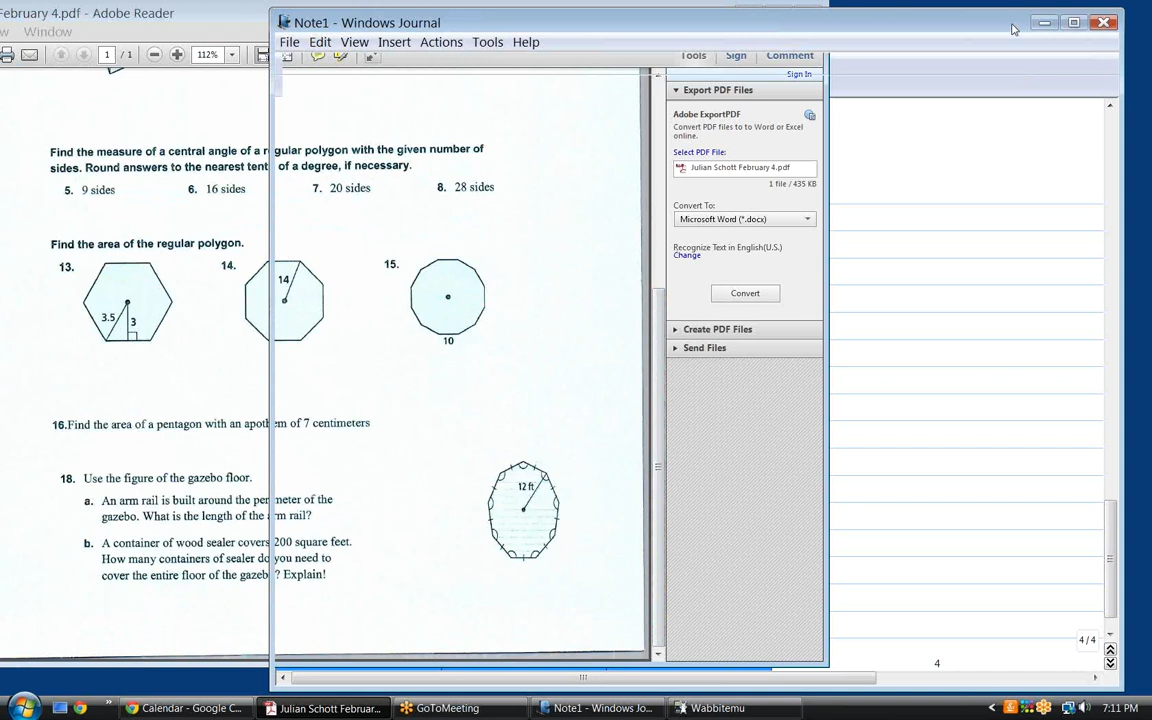 February 4.pdf - Adobe Reader
Note1 - Windows Journal
Window
File Edit View Insert Actions Tools Help
1 / 1 112%
Tools Sign Comment
Sign In
Export PDF Files
Adobe ExportPDF
Convert PDF files to to Word or Excel
online.
Select PDF File:
Julian Schott February 4.pdf
1 file / 435 KB
Convert To:
Microsoft Word (*.docx)
Recognize Text in English(U.S.)
Change
Convert
Create PDF Files
Send Files
Find the measure of a central angle of a regular polygon with the given number of
sides. Round answers to the nearest tent of a degree, if necessary.
5. 9 sides 6. 16 sides 7. 20 sides 8. 28 sides
Find the area of the regular polygon.
13. 14. 15.
3.5 3 14 10
16.Find the area of a pentagon with an apothem of 7 centimeters
18. Use the figure of the gazebo floor.
a. An arm rail is built around the perimeter of the
gazebo. What is the length of the arm rail?
b. A container of wood sealer covers 200 square feet.
How many containers of sealer do you need to
cover the entire floor of the gazebo? Explain!
12 ft
4 / 4
4
Calendar - Google C... Julian Schott Februar... GoToMeeting Note1 - Windows Jo... Wabbitemu 7:11 PM